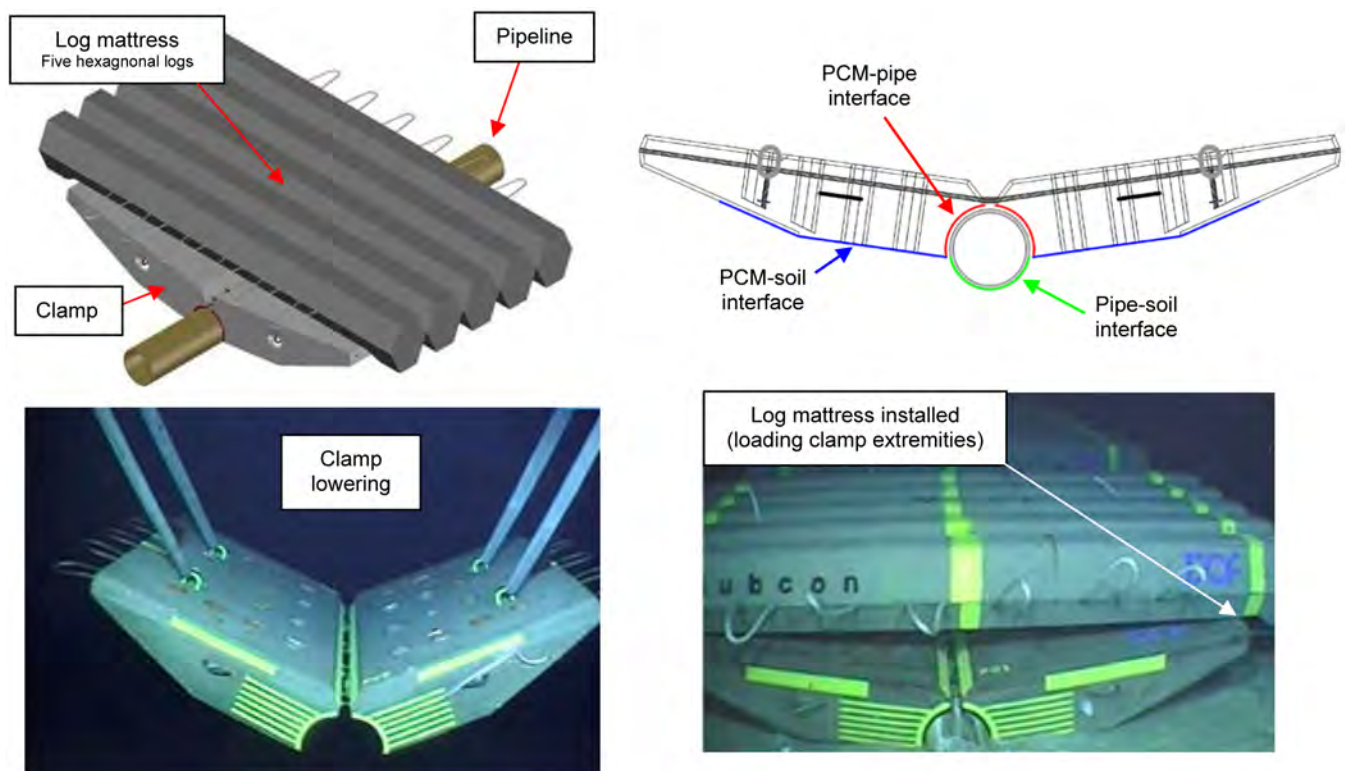 Log mattress
Five hexagnonal logs
Pipeline
Clamp
PCM-pipe
interface
PCM-soil
interface
Pipe-soil
interface
Clamp
lowering
Log mattress installed
(loading clamp extremities)
ubcon